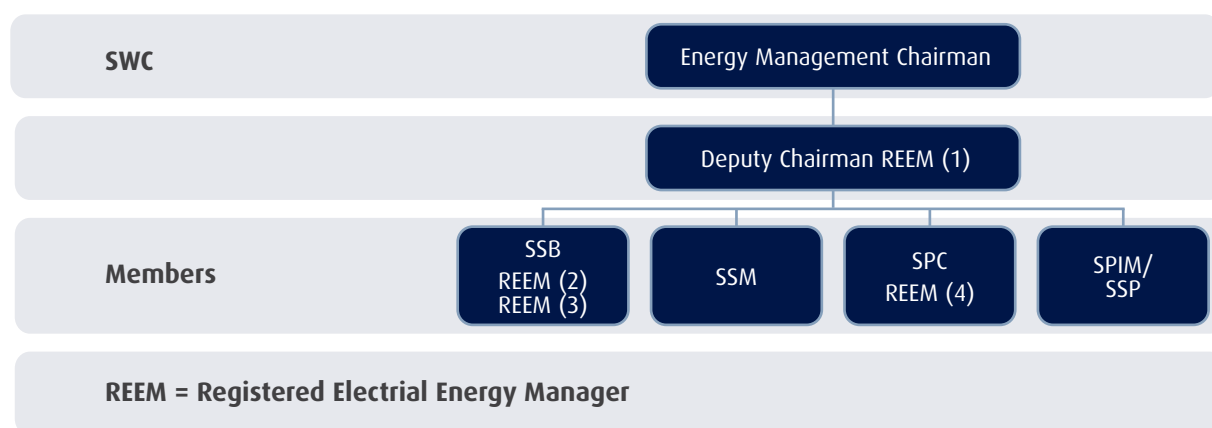 SWC
Energy Management Chairman
Deputy Chairman REEM (1)
Members
SSB
REEM (2)
REEM (3)
SSM
SPC
REEM (4)
SPIM/
SSP
REEM = Registered Electrial Energy Manager